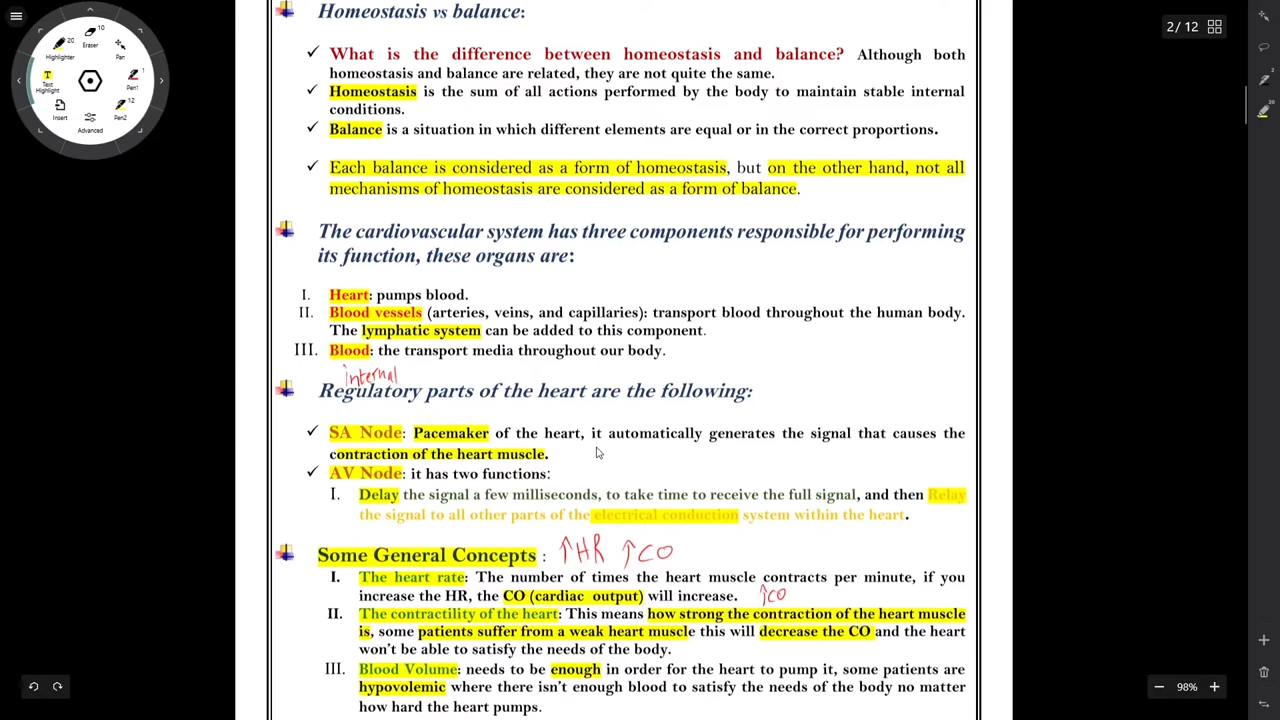 2/12
10
Eraser
20
Highlighter
Pan
Text Highlight
1
Pen1
Insert
12
Pen2
Advanced
Homeostasis vs balance:
✓ What is the difference between homeostasis and balance? Although both
homeostasis and balance are related, they are not quite the same.
✓ Homeostasis is the sum of all actions performed by the body to maintain stable internal
conditions.
✓ Balance is a situation in which different elements are equal or in the correct proportions.
✓ Each balance is considered as a form of homeostasis, but on the other hand, not all
mechanisms of homeostasis are considered as a form of balance.
The cardiovascular system has three components responsible for performing
its function, these organs are:
I. Heart: pumps blood.
II. Blood vessels (arteries, veins, and capillaries): transport blood throughout the human body.
The lymphatic system can be added to this component.
III. Blood: the transport media throughout our body.
internal
Regulatory parts of the heart are the following:
✓ SA Node: Pacemaker of the heart, it automatically generates the signal that causes the
contraction of the heart muscle.
✓ AV Node: it has two functions:
I. Delay the signal a few milliseconds, to take time to receive the full signal, and then Relay
the signal to all other parts of the electrical conduction system within the heart.
Some General Concepts : ↑HR ↑CO
I. The heart rate: The number of times the heart muscle contracts per minute, if you
increase the HR, the CO (cardiac output) will increase. ↑CO
II. The contractility of the heart: This means how strong the contraction of the heart muscle
is, some patients suffer from a weak heart muscle this will decrease the CO and the heart
won't be able to satisfy the needs of the body.
III. Blood Volume: needs to be enough in order for the heart to pump it, some patients are
hypovolemic where there isn't enough blood to satisfy the needs of the body no matter
how hard the heart pumps.
98%